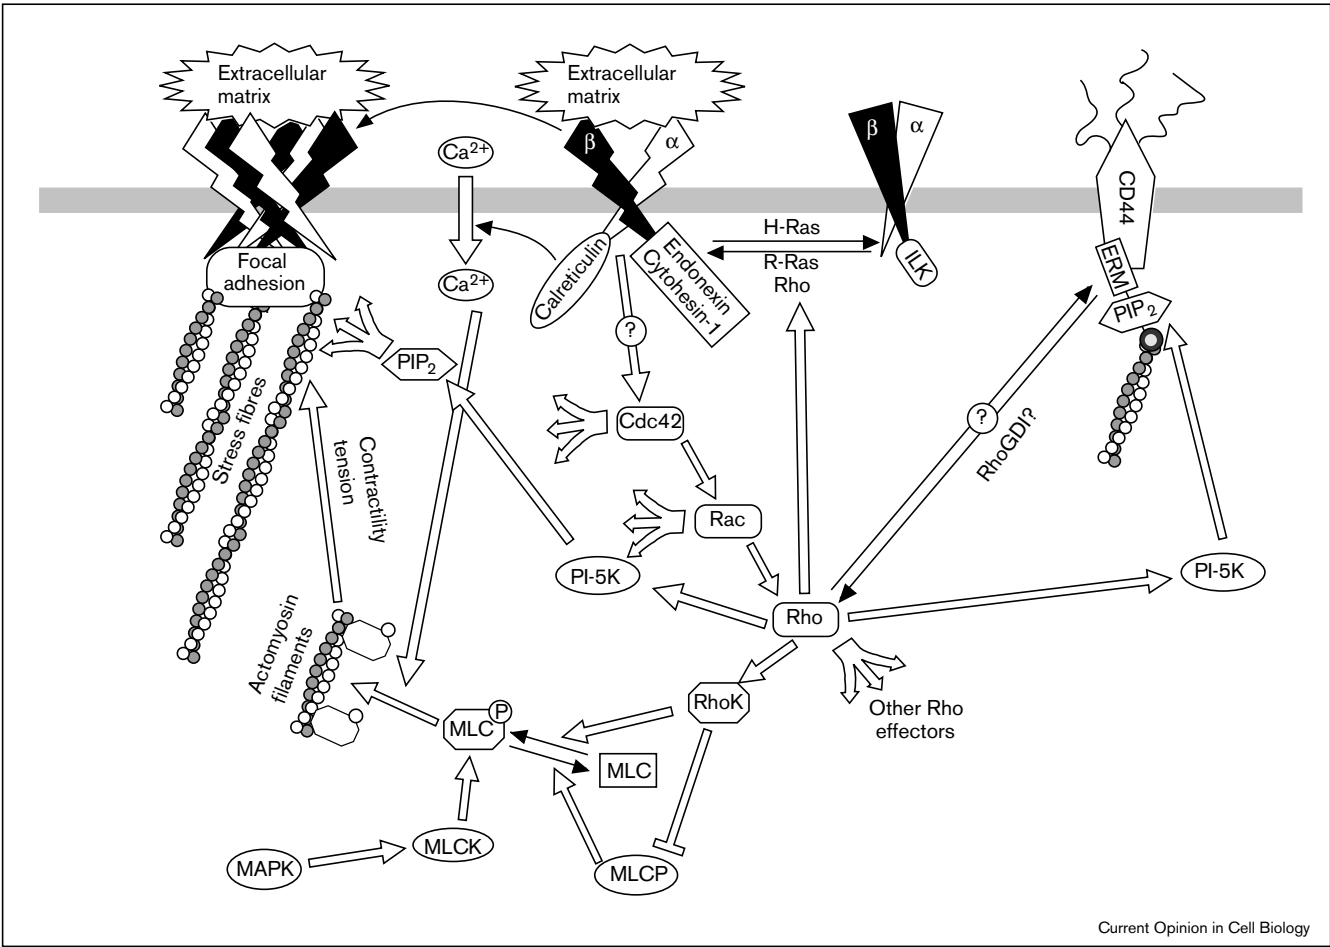 Extracellular
matrix
Extracellular
matrix
β
α
β
α
Ca2+
CD44
H-Ras
R-Ras
Rho
Endonexin
Cytohesin-1
Calreticulin
ILK
Focal
adhesion
Ca2+
ERM
PIP2
?
PIP2
Cdc42
?
RhoGDI?
Stress fibres
Contractility
tension
Rac
PI-5K
PI-5K
Rho
Actomyosin
filaments
RhoK
Other Rho
effectors
P
MLC
MLC
MLCK
MAPK
MLCP
Current Opinion in Cell Biology